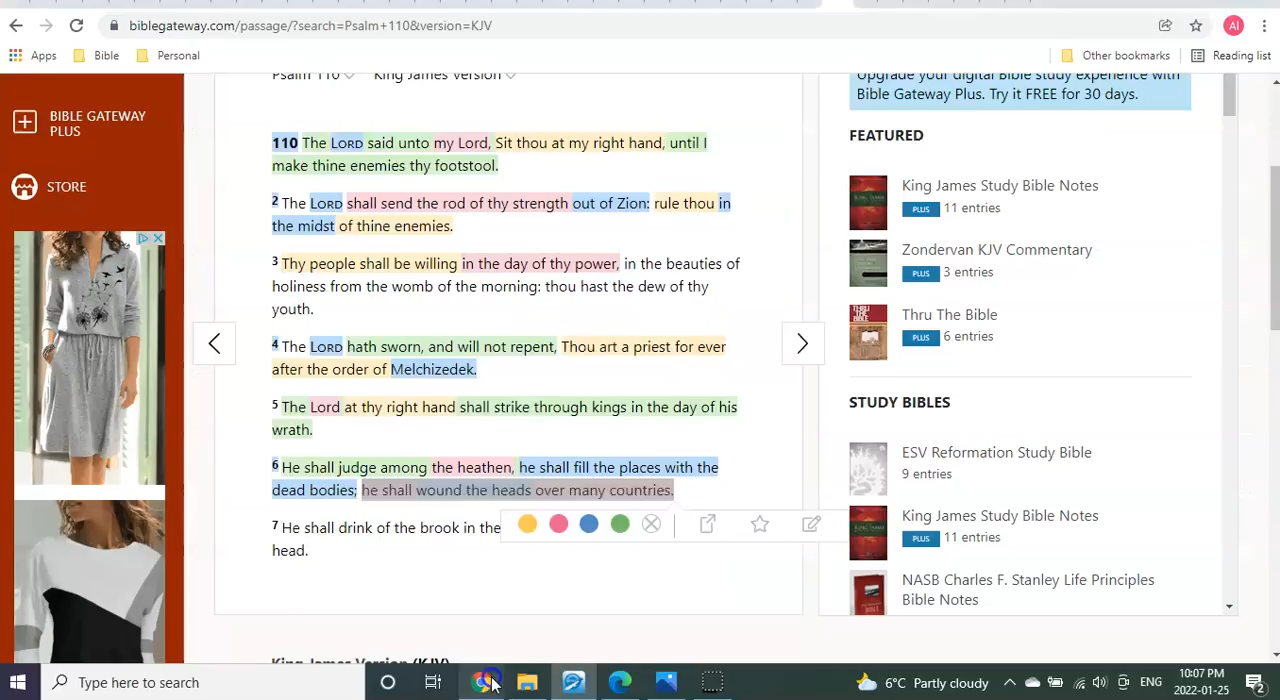 biblegateway.com/passage/?search=Psalm+110&version=KJV
AI
Apps Bible Personal Other bookmarks Reading list
Psalm 110 King James Version
Upgrade your digital Bible study experience with
Bible Gateway Plus. Try it FREE for 30 days.
BIBLE GATEWAY
PLUS
STORE
110 The LORD said unto my Lord, Sit thou at my right hand, until I
make thine enemies thy footstool.
2 The LORD shall send the rod of thy strength out of Zion: rule thou in
the midst of thine enemies.
3 Thy people shall be willing in the day of thy power, in the beauties of
holiness from the womb of the morning: thou hast the dew of thy
youth.
4 The LORD hath sworn, and will not repent, Thou art a priest for ever
after the order of Melchizedek.
5 The Lord at thy right hand shall strike through kings in the day of his
wrath.
6 He shall judge among the heathen, he shall fill the places with the
dead bodies; he shall wound the heads over many countries.
7 He shall drink of the brook in the
head.
FEATURED
King James Study Bible Notes
PLUS 11 entries
Zondervan KJV Commentary
PLUS 3 entries
Thru The Bible
PLUS 6 entries
STUDY BIBLES
ESV Reformation Study Bible
9 entries
King James Study Bible Notes
PLUS 11 entries
NASB Charles F. Stanley Life Principles
Bible Notes
King James Version (KJV)
Type here to search
6°C Partly cloudy
ENG
10:07 PM
2022-01-25
2